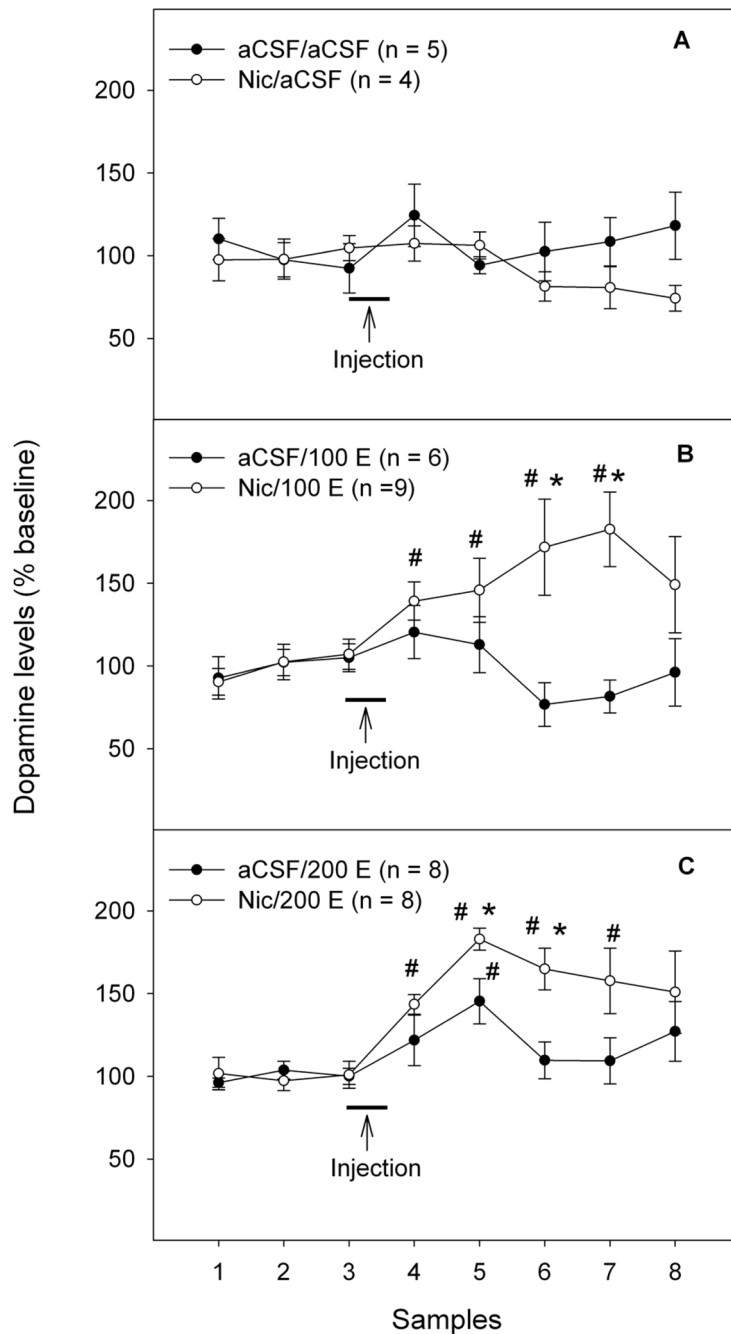 A
aCSF/aCSF (n = 5)
Nic/aCSF (n = 4)
200
150
100
50
Injection
B
aCSF/100 E (n = 6)
Nic/100 E (n =9)
# * #*
# #
200
150
100
50
Injection
C
aCSF/200 E (n = 8)
Nic/200 E (n = 8)
# * # * #
# #
200
150
100
50
Injection
1 2 3 4 5 6 7 8
Samples
Dopamine levels (% baseline)